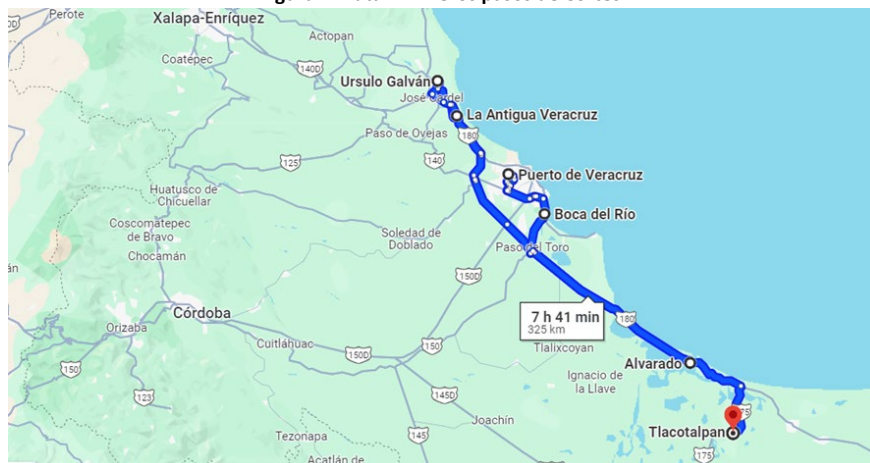 Perote
Xalapa-Enríquez
Actopan
Coatepec
140D
Ursulo Galván
José Cardel
La Antigua Veracruz
180
Paso de Ovejas
125
140
Puerto de Veracruz
Huatusco de
Chicuellar
Boca del Río
Coscomatepec
de Bravo
Soledad de
Doblado
Paso del Toro
Chocamán
150D
7 h 41 min
325 km
180
Córdoba
Orizaba
Cuitláhuac
150D
150
Tlalixcoyan
150
Alvarado
Ignacio de
la Llave
123
145D
Joachín
Tlacotalpan
Tezonapa
145
175
Acatlán de